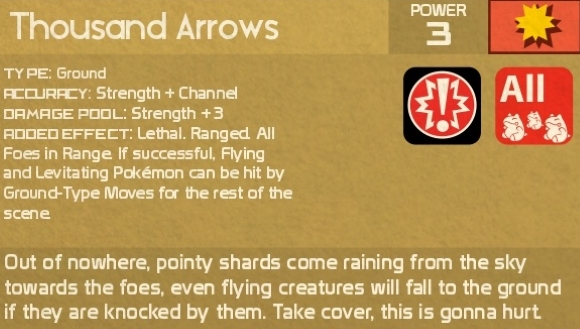 Thousand Arrows
POWER
3
TYPE: Ground
ACCURACY: Strength + Channel
DAMAGE POOL: Strength +3
ADDED EFFECT: Lethal. Ranged. All
Foes in Range. If successful, Flying
and Levitating Pokémon can be hit by
Ground-Type Moves for the rest of the
scene.
All
Out of nowhere, pointy shards come raining from the sky
towards the foes, even flying creatures will fall to the ground
if they are knocked by them. Take cover, this is gonna hurt.